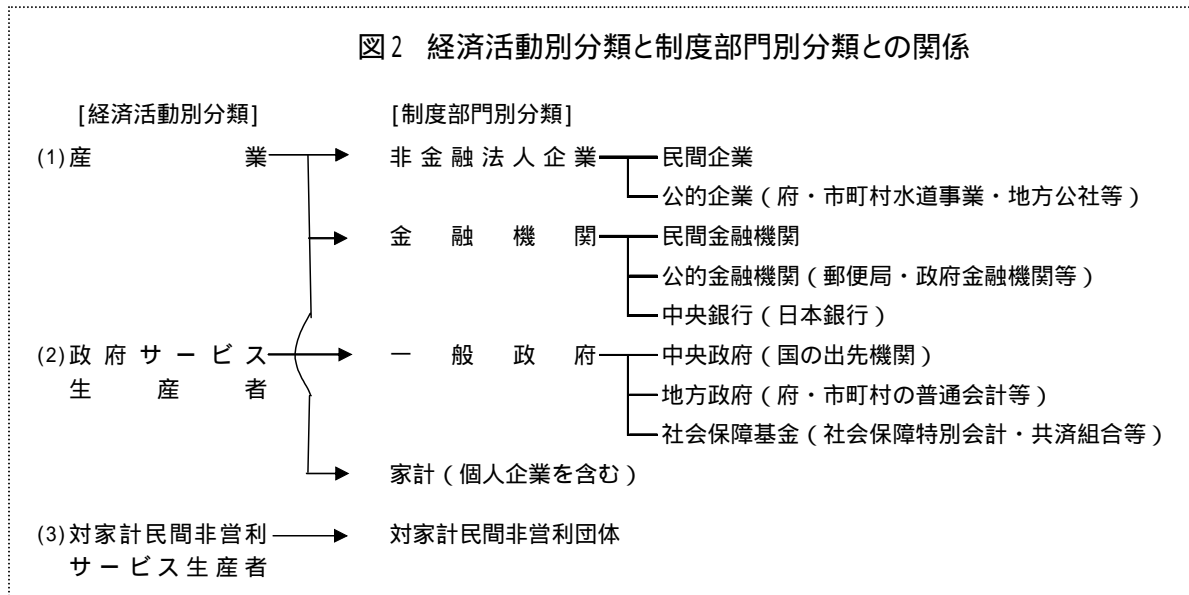 図2 経済活動別分類と制度部門別分類との関係
[経済活動別分類] [制度部門別分類]
(1)産業 非金融法人企業 民間企業
公的企業(府・市町村水道事業・地方公社等)
金融機関 民間金融機関
公的金融機関(郵便局・政府金融機関等)
中央銀行(日本銀行)
(2)政府サービス 一般政府 中央政府(国の出先機関)
生産者 地方政府(府・市町村の普通会計等)
社会保障基金(社会保障特別会計・共済組合等)
家計(個人企業を含む)
(3)対家計民間非営利 対家計民間非営利団体
サービス生産者